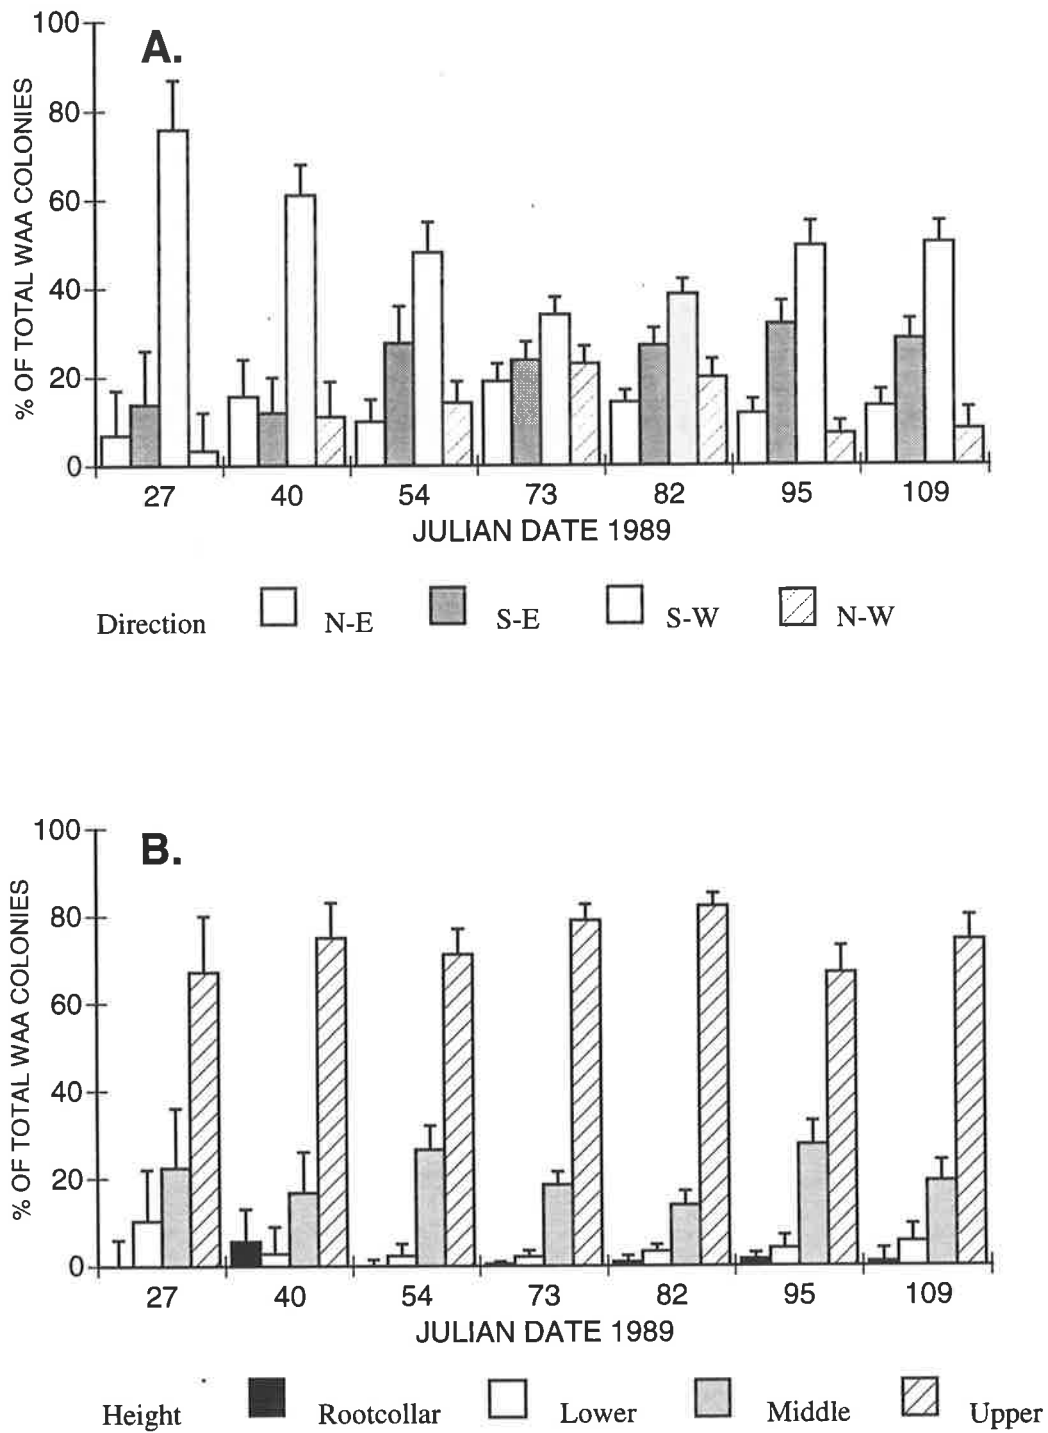 A.
% OF TOTAL WAA COLONIES
100
80
60
40
20
0
27 40 54 73 82 95 109
JULIAN DATE 1989
Direction N-E S-E S-W N-W
B.
% OF TOTAL WAA COLONIES
100
80
60
40
20
0
27 40 54 73 82 95 109
JULIAN DATE 1989
Height Rootcollar Lower Middle Upper